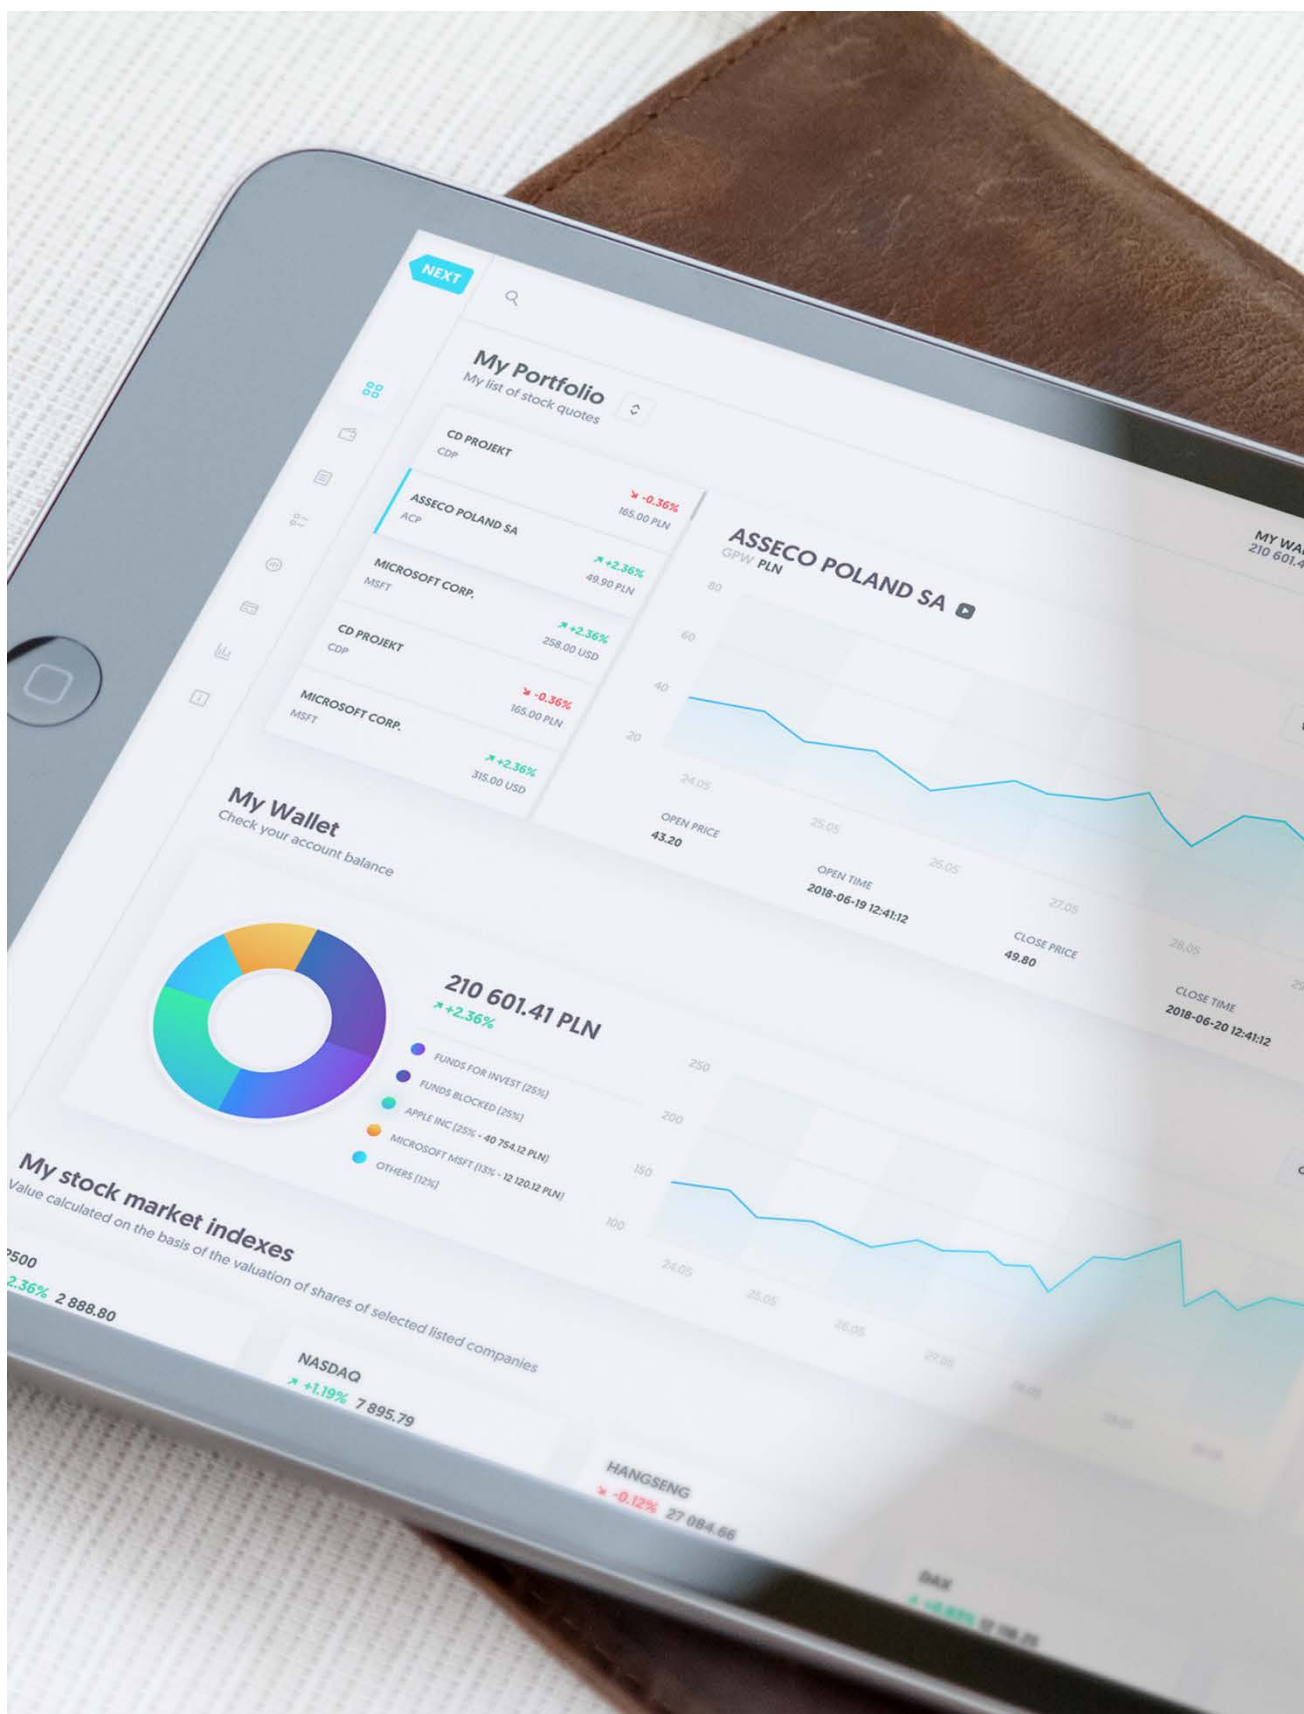 NEXT
My Portfolio
My list of stock quotes
CD PROJEKT
CDP
-0.36%
165.00 PLN
ASSECO POLAND SA
ACP
+2.36%
49.90 PLN
MICROSOFT CORP.
MSFT
+2.36%
258.00 USD
CD PROJEKT
CDP
-0.36%
165.00 PLN
MICROSOFT CORP.
MSFT
+2.36%
315.00 USD
MY WA
210 601.4
ASSECO POLAND SA
GPW PLN
80
60
40
20
24.05
25.05
26.05
27.05
28.05
29
OPEN PRICE
43.20
OPEN TIME
2018-06-19 12:41:12
CLOSE PRICE
49.80
CLOSE TIME
2018-06-20 12:41:12
My Wallet
Check your account balance
210 601.41 PLN
+2.36%
FUNDS FOR INVEST (25%)
FUNDS BLOCKED (25%)
APPLE INC (25% - 40 754.12 PLN)
MICROSOFT MSFT (13% - 12 120.12 PLN)
OTHERS (12%)
250
200
150
100
24.05
25.05
26.05
27.05
My stock market indexes
Value calculated on the basis of the valuation of shares of selected listed companies
P500
2.36% 2 888.80
NASDAQ
+1.19% 7 895.79
HANGSENG
-0.12% 27 084.66
DAX